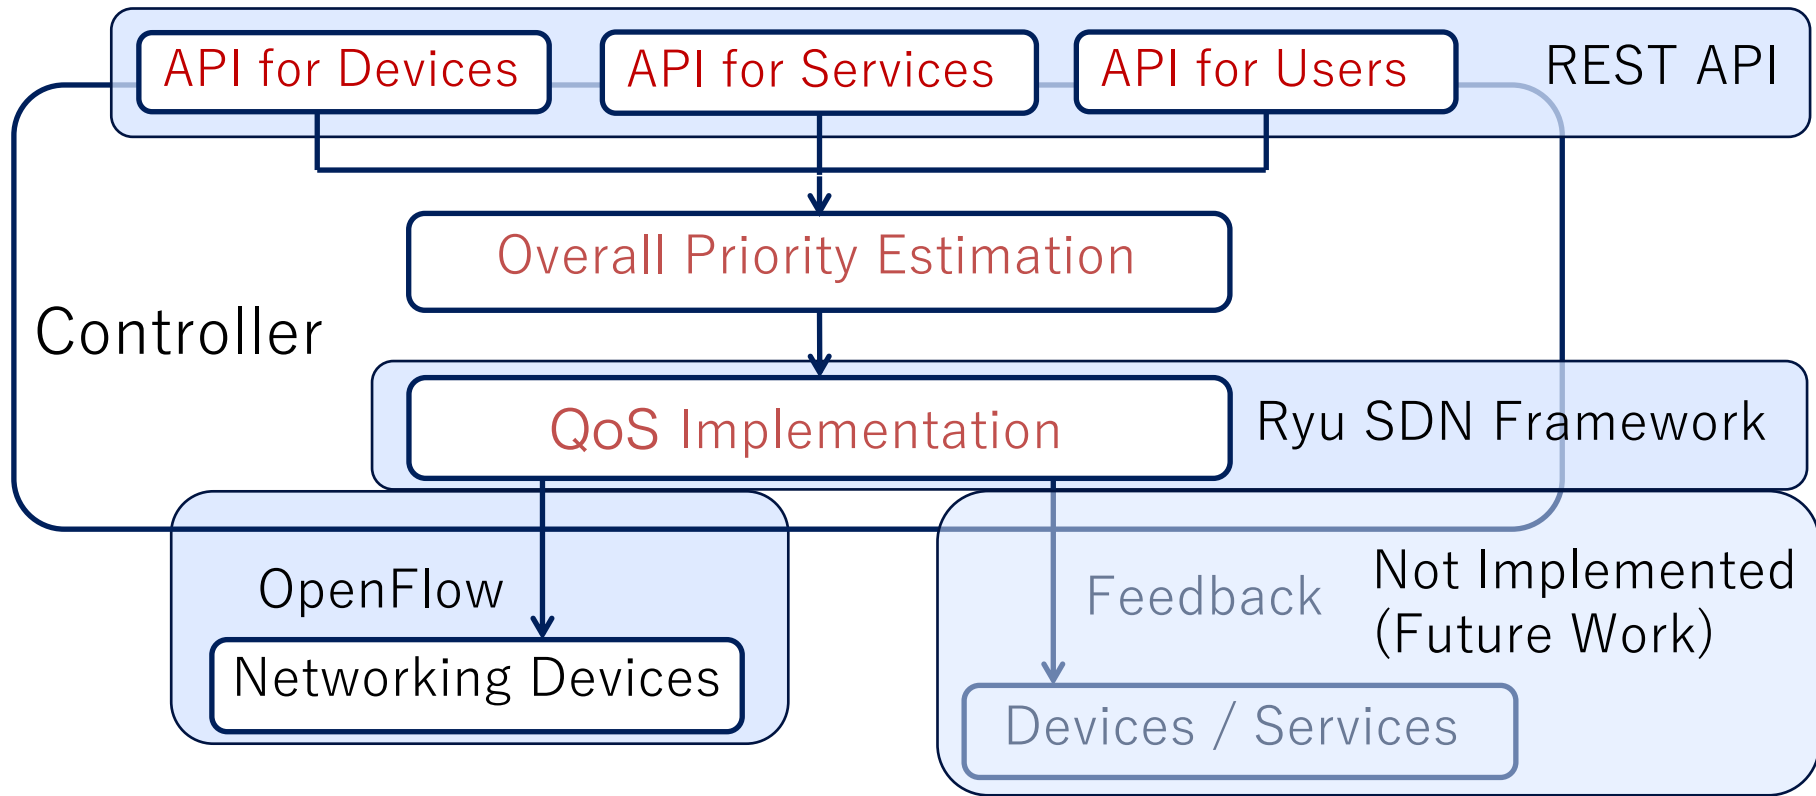 API for Devices
API for Services
API for Users
REST API
Overall Priority Estimation
Controller
QoS Implementation
Ryu SDN Framework
OpenFlow
Feedback
Not Implemented
(Future Work)
Networking Devices
Devices / Services